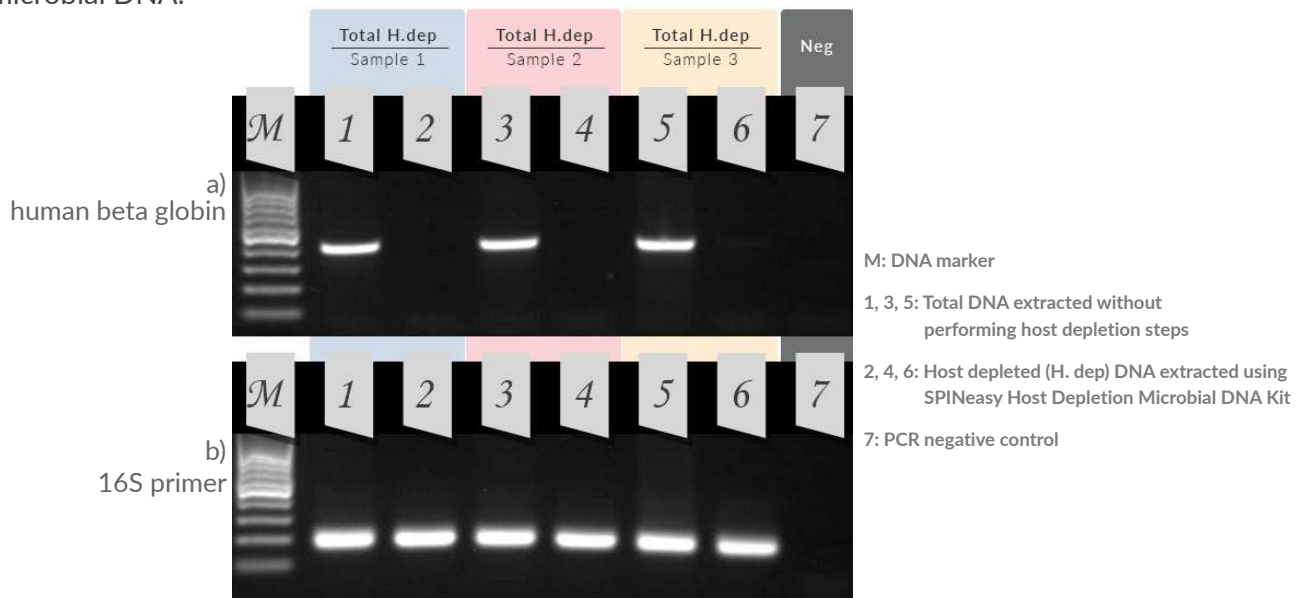 microbial DNA.
Total H.dep
Sample 1
Total H.dep
Sample 2
Total H.dep
Sample 3
Neg
M 1 2 3 4 5 6 7
a)
human beta globin
M 1 2 3 4 5 6 7
b)
16S primer
M: DNA marker
1, 3, 5: Total DNA extracted without
performing host depletion steps
2, 4, 6: Host depleted (H. dep) DNA extracted using
SPINeasy Host Depletion Microbial DNA Kit
7: PCR negative control